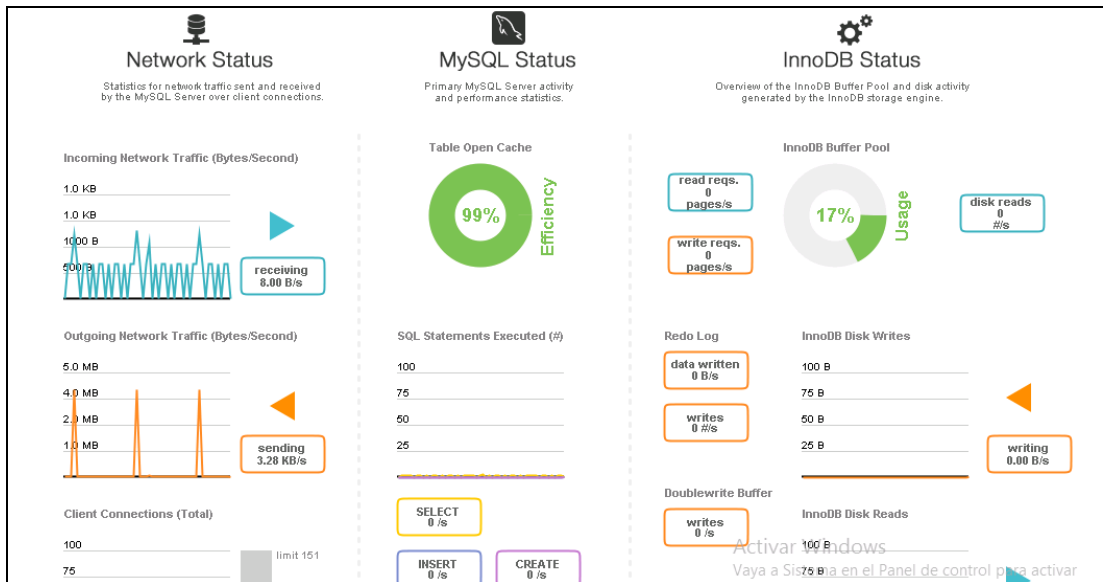 Network Status
Statistics for network traffic sent and received
by the MySQL Server over client connections.
Incoming Network Traffic (Bytes/Second)
1.0 KB
1.0 KB
1000 B
500 B
receiving
8.00 B/s
Outgoing Network Traffic (Bytes/Second)
5.0 MB
4.0 MB
2.0 MB
1.0 MB
sending
3.28 KB/s
Client Connections (Total)
100
75
limit 151
MySQL Status
Primary MySQL Server activity
and performance statistics.
Table Open Cache
99%
Efficiency
SQL Statements Executed (#)
100
75
50
25
SELECT
0 /s
INSERT
0 /s
CREATE
0 /s
InnoDB Status
Overview of the InnoDB Buffer Pool and disk activity
generated by the InnoDB storage engine.
InnoDB Buffer Pool
read reqs.
0
pages/s
write reqs.
0
pages/s
17%
Usage
disk reads
0
#/s
Redo Log
data written
0 B/s
writes
0 #/s
Doublewrite Buffer
writes
0 /s
InnoDB Disk Writes
100 B
75 B
50 B
25 B
writing
0.00 B/s
InnoDB Disk Reads
100 B
75 B
Activar Windows
Vaya a Sistema en el Panel de control para activar